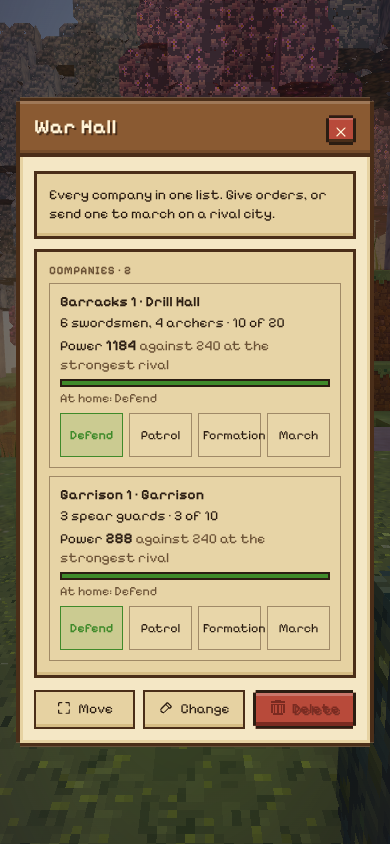 War Hall
Every company in one list. Give orders, or
send one to march on a rival city.
COMPANIES · 2
Barracks 1 · Drill Hall
6 swordsmen, 4 archers · 10 of 20
Power 1184 against 240 at the
strongest rival
At home: Defend
Defend Patrol Formation March
Garrison 1 · Garrison
3 spear guards · 3 of 10
Power 288 against 240 at the
strongest rival
At home: Defend
Defend Patrol Formation March
Move Change Delete